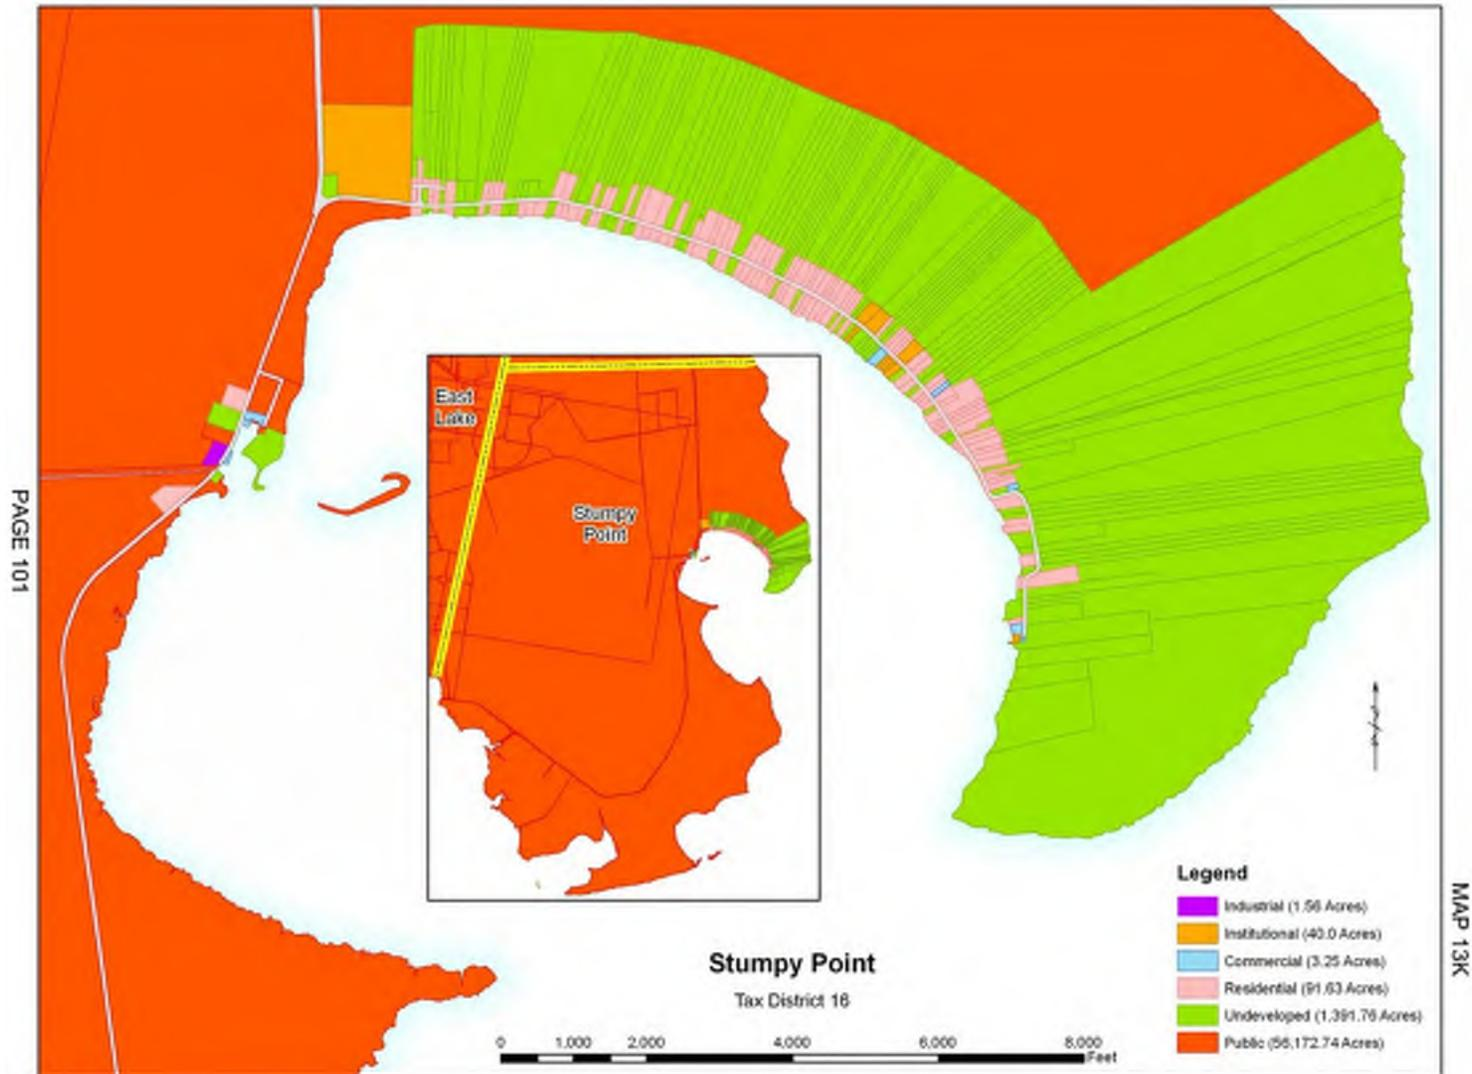 East
Lake
Stumpy
Point
PAGE 101
MAP 13K
Stumpy Point
Tax District 16
0 1,000 2,000 4,000 6,000 8,000
Feet
Legend
Industrial (1.56 Acres)
Institutional (40.0 Acres)
Commercial (3.25 Acres)
Residential (91.63 Acres)
Undeveloped (1,391.76 Acres)
Public (56,172.74 Acres)